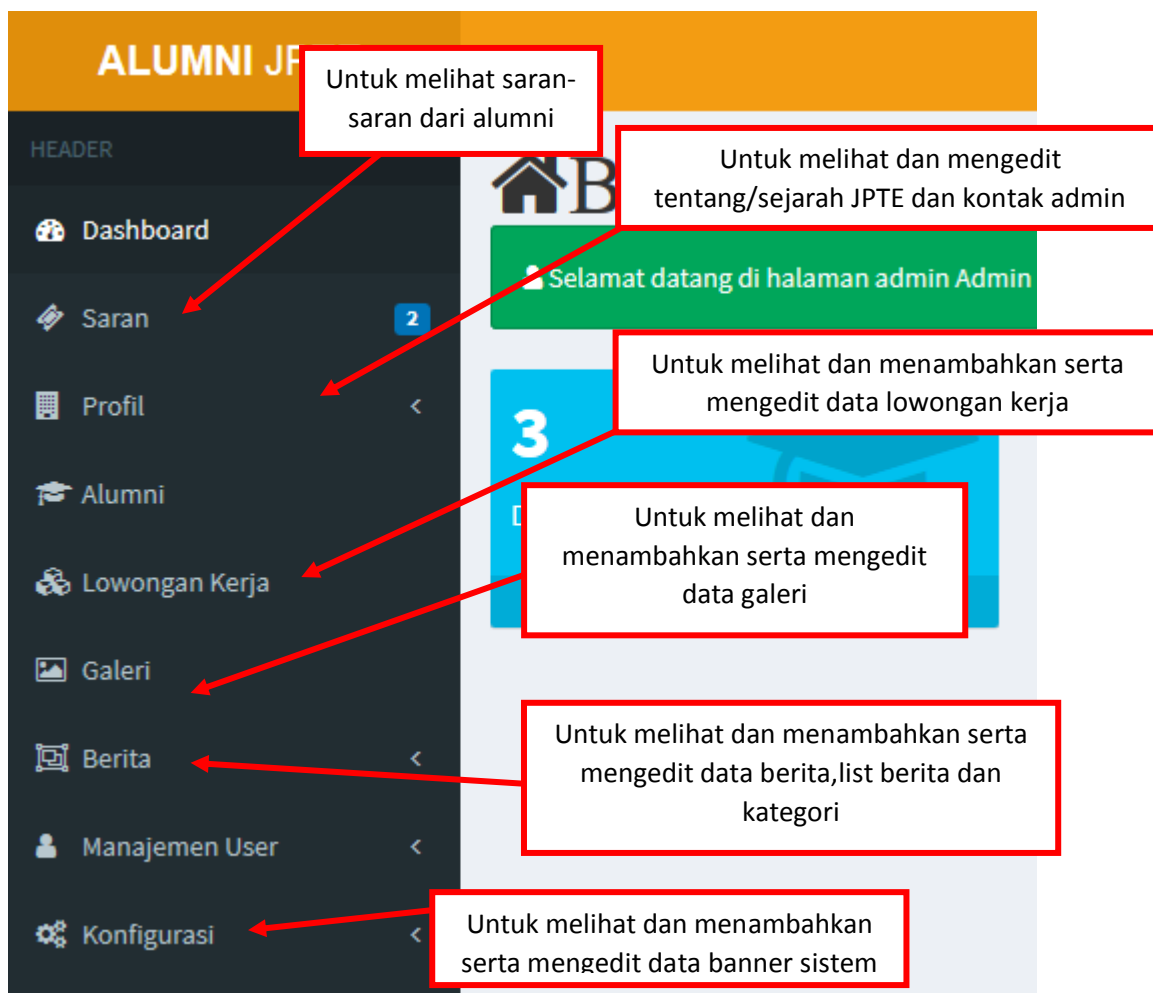 ALUMNI
Untuk melihat saran-
saran dari alumni
HEADER
Untuk melihat dan mengedit
tentang/sejarah JPTE dan kontak admin
Dashboard
Selamat datang di halaman admin Admin
Saran
2
Untuk melihat dan menambahkan serta
mengedit data lowongan kerja
Profil
3
Alumni
Untuk melihat dan
menambahkan serta mengedit
data galeri
Lowongan Kerja
Galeri
Untuk melihat dan menambahkan serta
mengedit data berita,list berita dan
kategori
Berita
Manajemen User
Untuk melihat dan menambahkan
serta mengedit data banner sistem
Konfigurasi